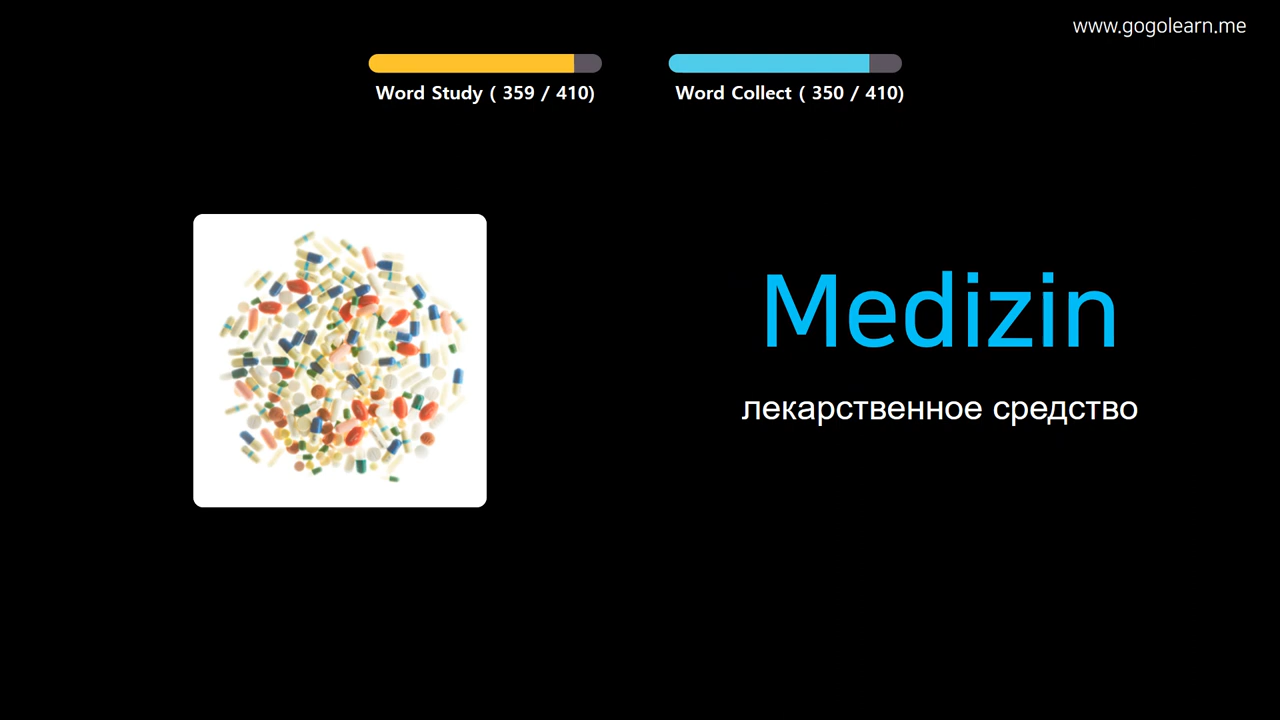 www.gogolearn.me
Word Study ( 359 / 410)
Word Collect ( 350 / 410)
Medizin
лекарственное средство